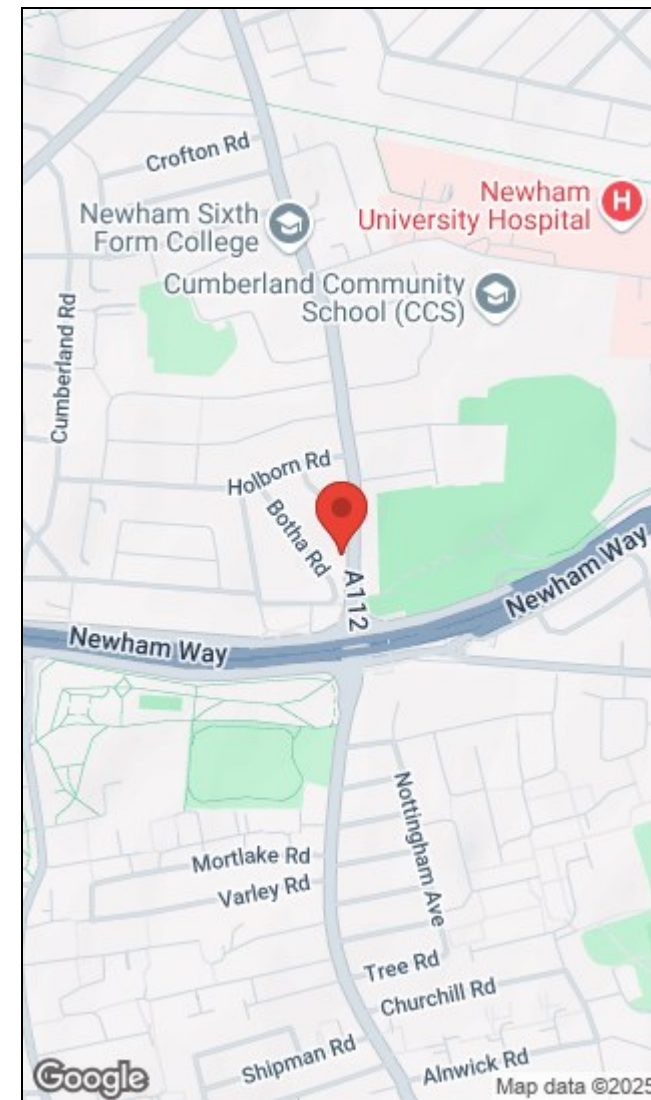 Crofton Rd
Newham
University Hospital
H
Newham Sixth
Form College
Cumberland Community
School (CCS)
Cumberland Rd
Holborn Rd
Botha Rd
A112
Newham Way
Newham Way
Nottingham Ave
Mortlake Rd
Varley Rd
Tree Rd
Churchill Rd
Shipman Rd
Alnwick Rd
Google
Map data ©2025